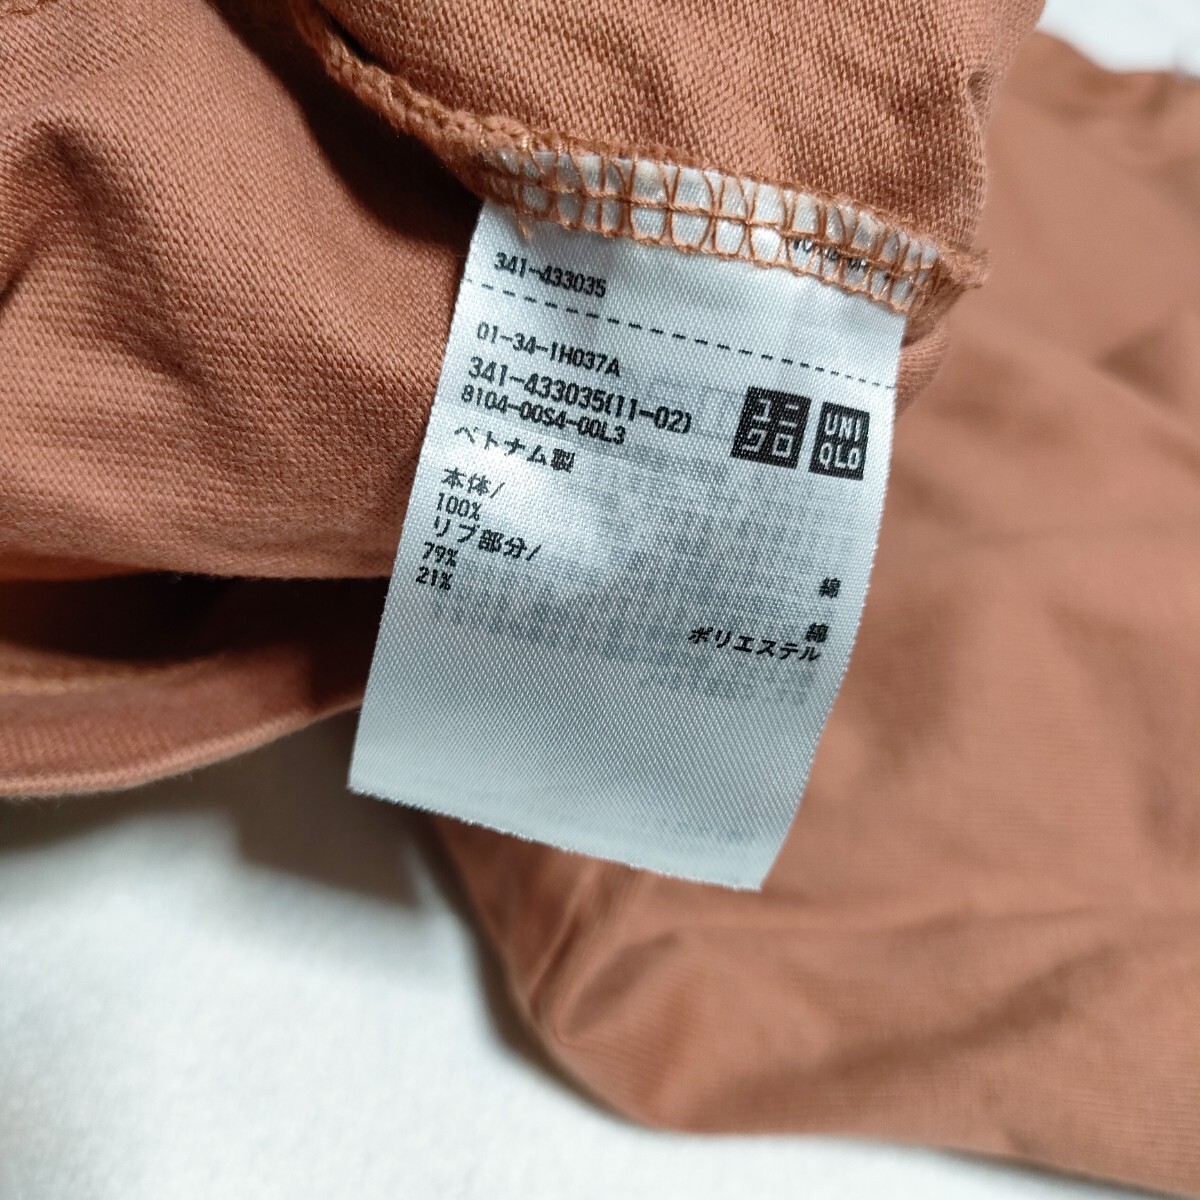 341-433035
01-34-1H037A
341-433035(11-02)
8104-00S4-00L3
ユニ
クロ
UNI
QLO
ベトナム製
本体/
100% 綿
リブ部分/
79% 綿
21% ポリエステル